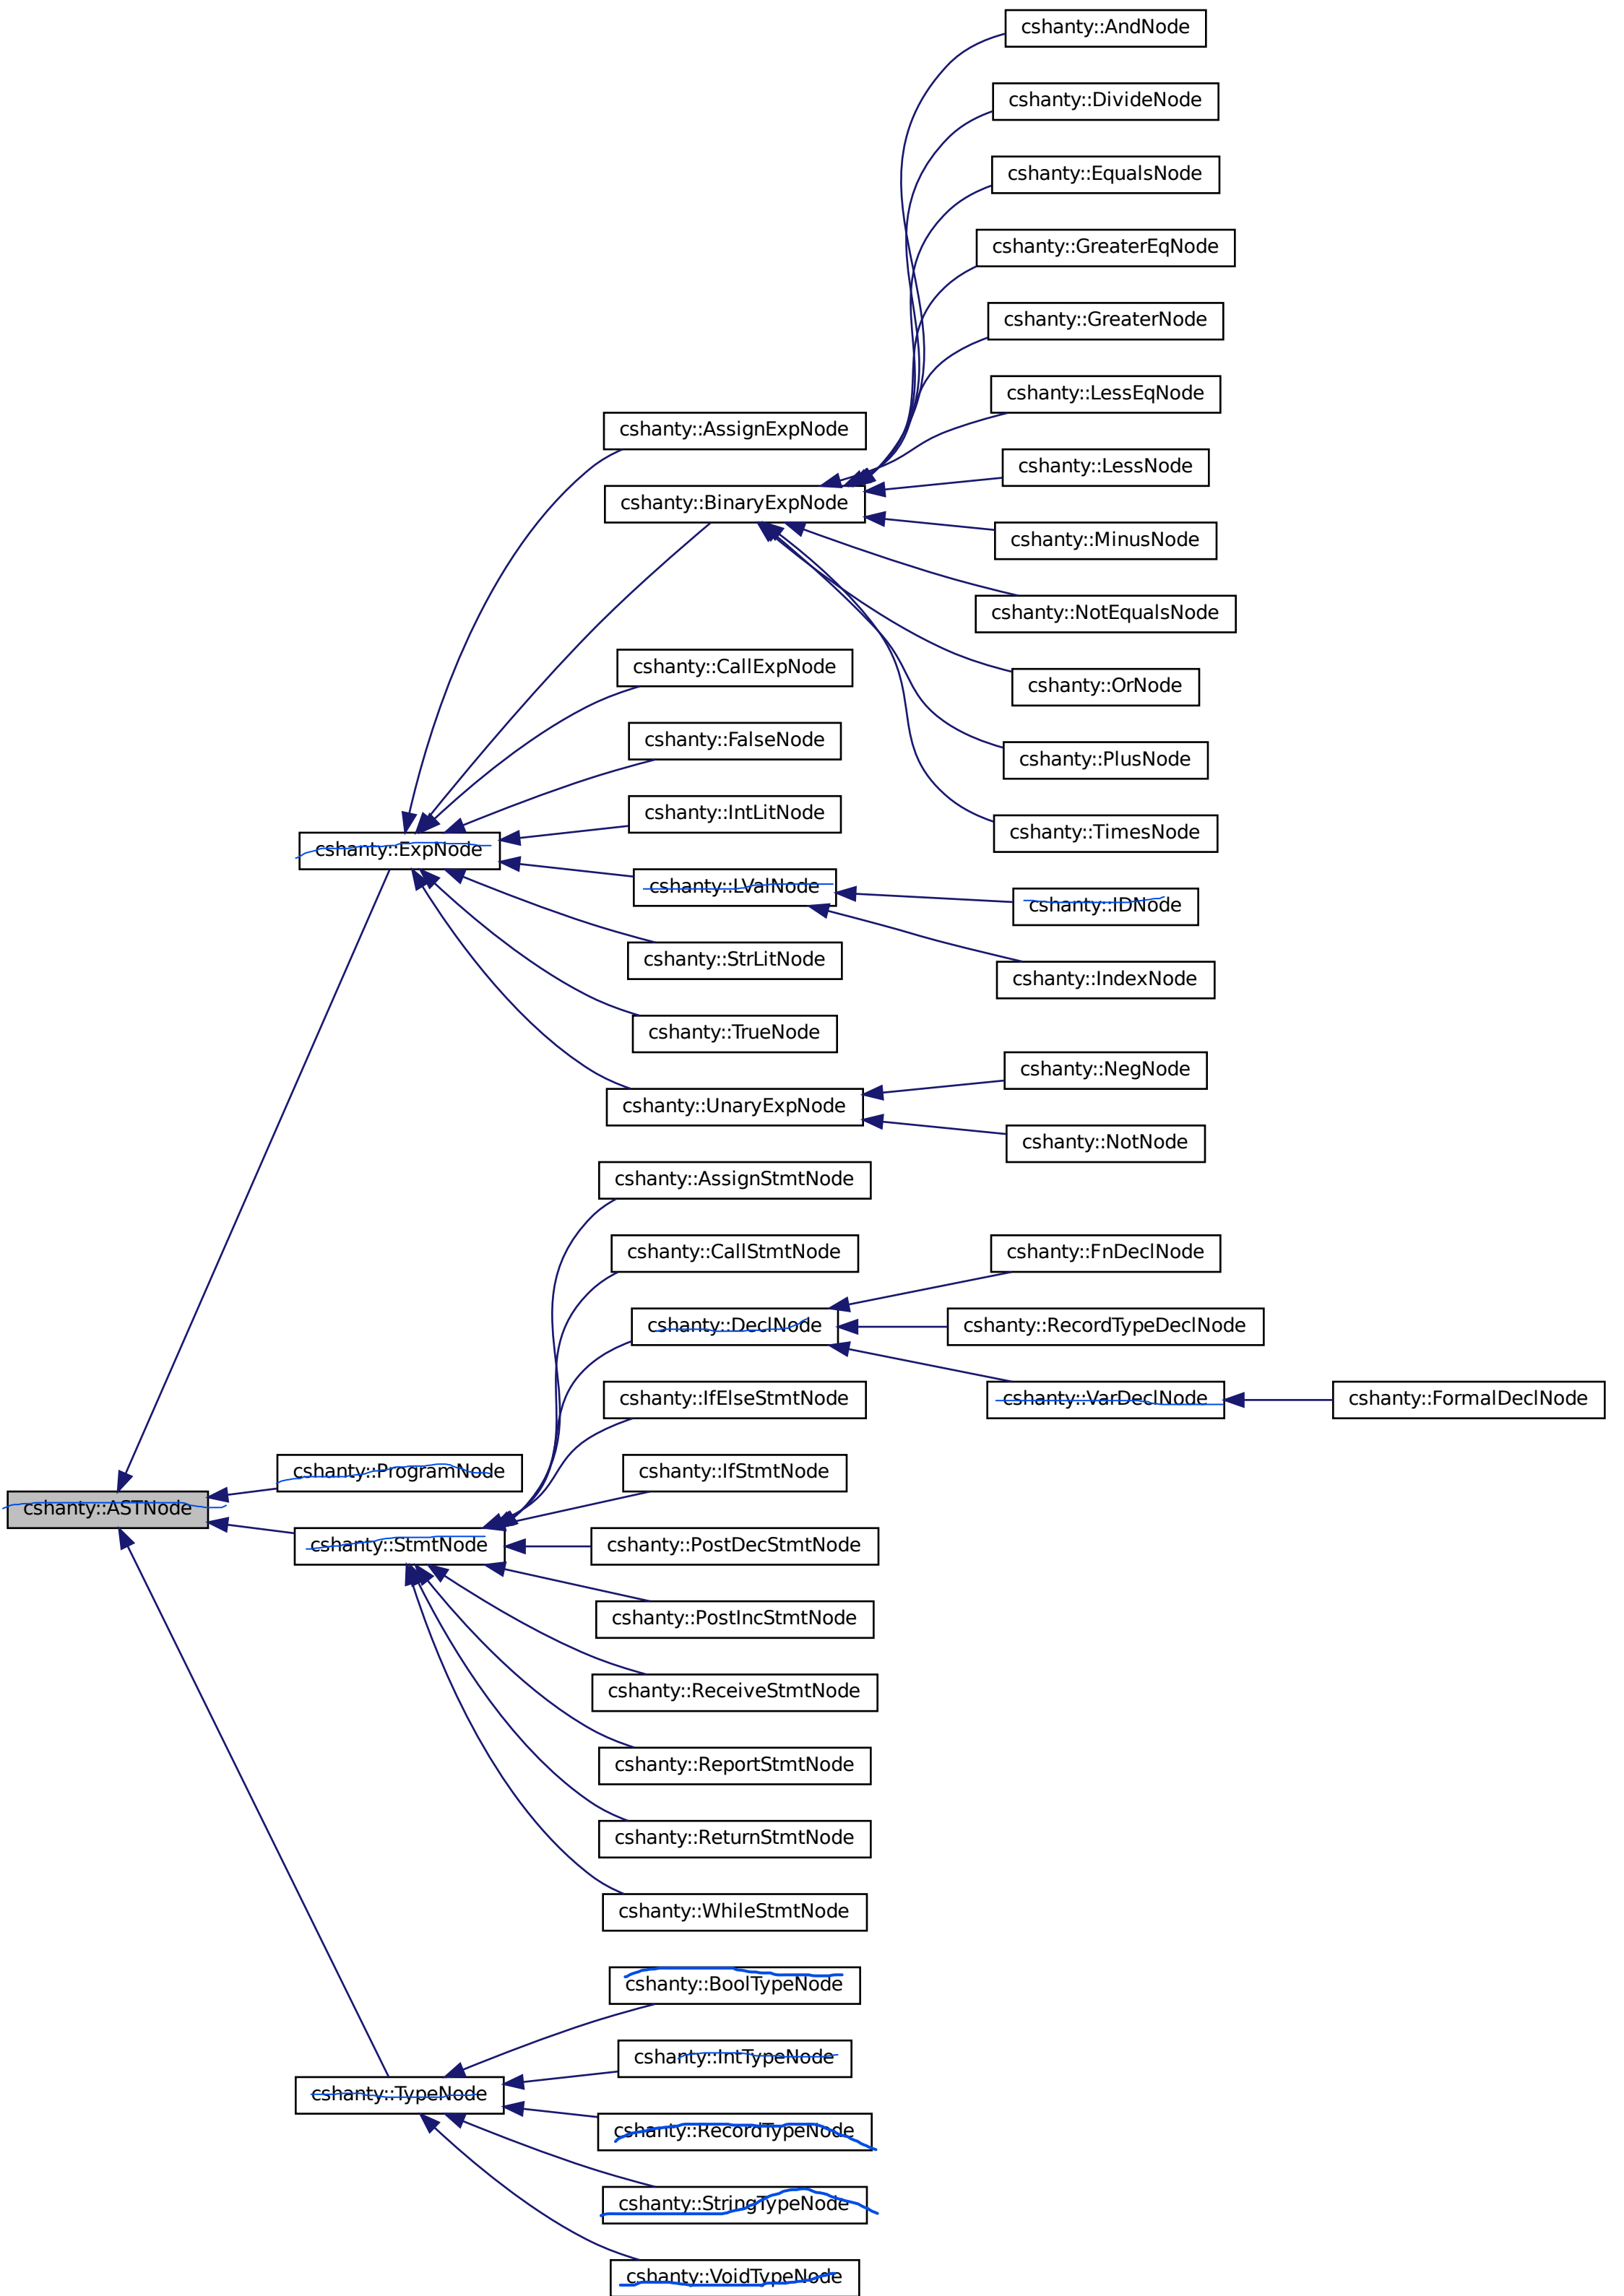 cshanty::AndNode
cshanty::DivideNode
cshanty::EqualsNode
cshanty::GreaterEqNode
cshanty::GreaterNode
cshanty::LessEqNode
cshanty::AssignExpNode
cshanty::LessNode
cshanty::BinaryExpNode
cshanty::MinusNode
cshanty::NotEqualsNode
cshanty::CallExpNode
cshanty::OrNode
cshanty::FalseNode
cshanty::PlusNode
cshanty::IntLitNode
cshanty::TimesNode
cshanty::ExpNode
cshanty::LValNode
cshanty::IDNode
cshanty::StrLitNode
cshanty::IndexNode
cshanty::TrueNode
cshanty::NegNode
cshanty::UnaryExpNode
cshanty::NotNode
cshanty::AssignStmtNode
cshanty::CallStmtNode
cshanty::FnDeclNode
cshanty::DeclNode
cshanty::RecordTypeDeclNode
cshanty::IfElseStmtNode
cshanty::VarDeclNode
cshanty::FormalDeclNode
cshanty::ProgramNode
cshanty::IfStmtNode
cshanty::ASTNode
cshanty::StmtNode
cshanty::PostDecStmtNode
cshanty::PostIncStmtNode
cshanty::ReceiveStmtNode
cshanty::ReportStmtNode
cshanty::ReturnStmtNode
cshanty::WhileStmtNode
cshanty::BoolTypeNode
cshanty::IntTypeNode
cshanty::TypeNode
cshanty::RecordTypeNode
cshanty::StringTypeNode
cshanty::VoidTypeNode